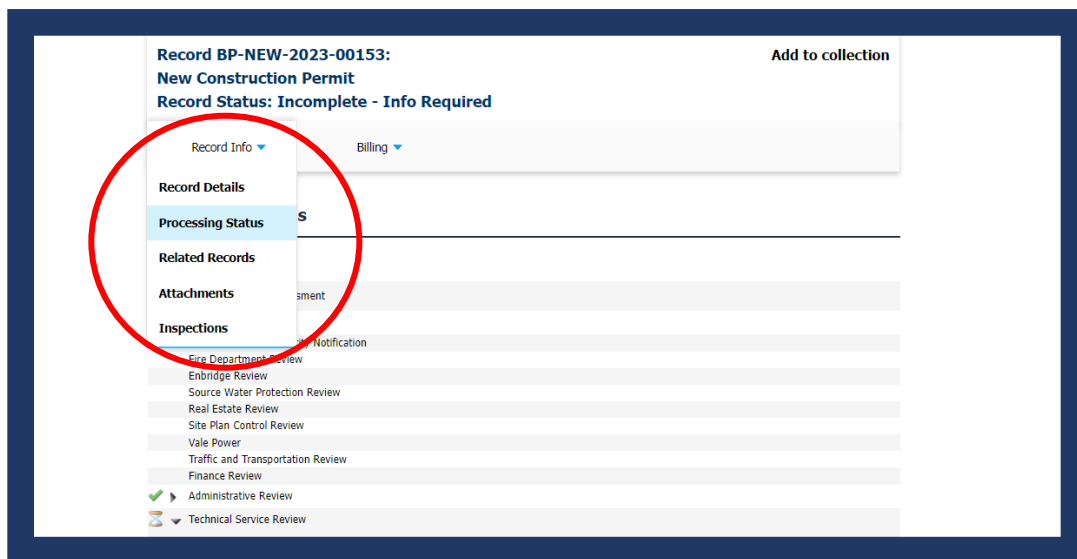 Record BP-NEW-2023-00153:
Add to collection
New Construction Permit
Record Status: Incomplete - Info Required
Record Info
Billing
Record Details
Processing Status
s
Related Records
Attachments
sment
Inspections
Notification
Fire Department Review
Enbridge Review
Source Water Protection Review
Real Estate Review
Site Plan Control Review
Vale Power
Traffic and Transportation Review
Finance Review
Administrative Review
Technical Service Review